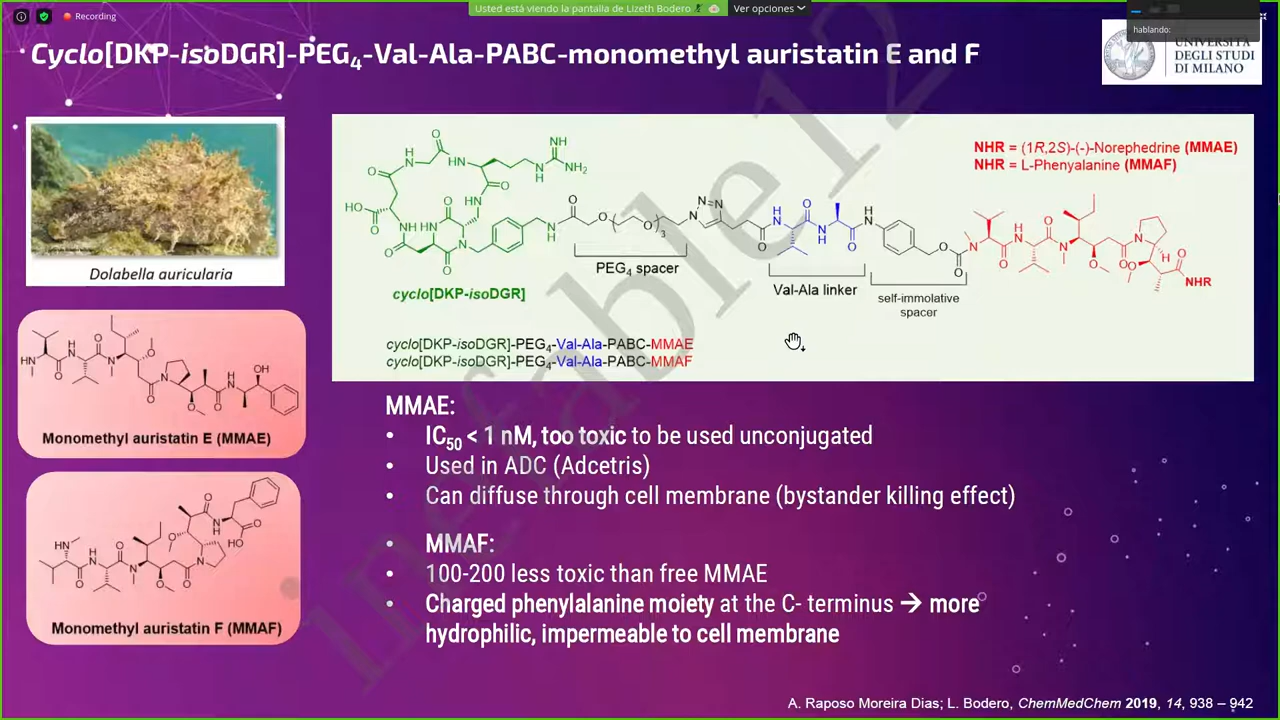 Recording
Usted está viendo la pantalla de Lizeth Bodero
Ver opciones
hablando:
Cyclo[DKP-isoDGR]-PEG4-Val-Ala-PABC-monomethyl auristatin E and F
UNIVERSITÀ
DEGLI STUDI
DI MILANO
Dolabella auricularia
NHR = (1R,2S)-(-)-Norephedrine (MMAE)
NHR = L-Phenyalanine (MMAF)
PEG4 spacer
Val-Ala linker
self-immolative
spacer
NHR
cyclo[DKP-isoDGR]
cyclo[DKP-isoDGR]-PEG4-Val-Ala-PABC-MMAE
cyclo[DKP-isoDGR]-PEG4-Val-Ala-PABC-MMAF
Monomethyl auristatin E (MMAE)
Monomethyl auristatin F (MMAF)
MMAE:
• IC50 < 1 nM, too toxic to be used unconjugated
• Used in ADC (Adcetris)
• Can diffuse through cell membrane (bystander killing effect)
• MMAF:
• 100-200 less toxic than free MMAE
• Charged phenylalanine moiety at the C- terminus → more
hydrophilic, impermeable to cell membrane
A. Raposo Moreira Dias; L. Bodero, ChemMedChem 2019, 14, 938 – 942